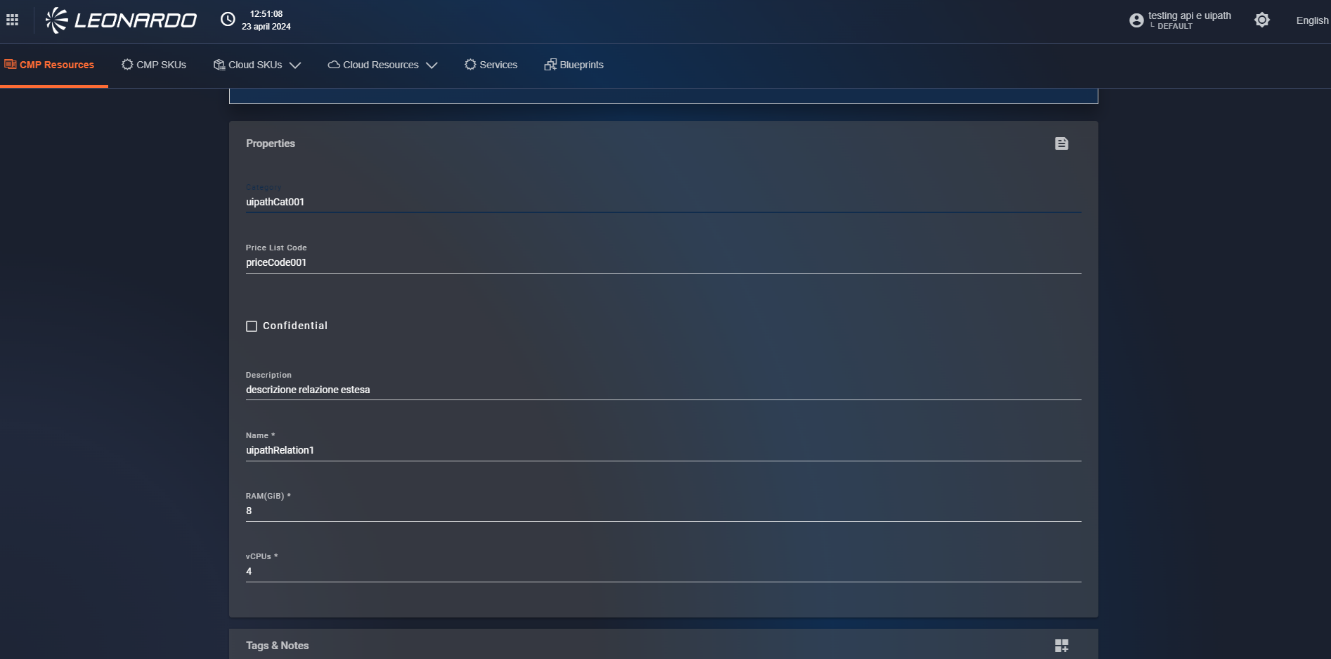 LEONARDO
12:51:08
23 april 2024
testing api e uipath
└ DEFAULT
English
CMP Resources
CMP SKUs
Cloud SKUs
Cloud Resources
Services
Blueprints
Properties
Category
uipathCat001
Price List Code
priceCode001
Confidential
Description
descrizione relazione estesa
Name *
uipathRelation1
RAM(GiB) *
8
vCPUs *
4
Tags & Notes